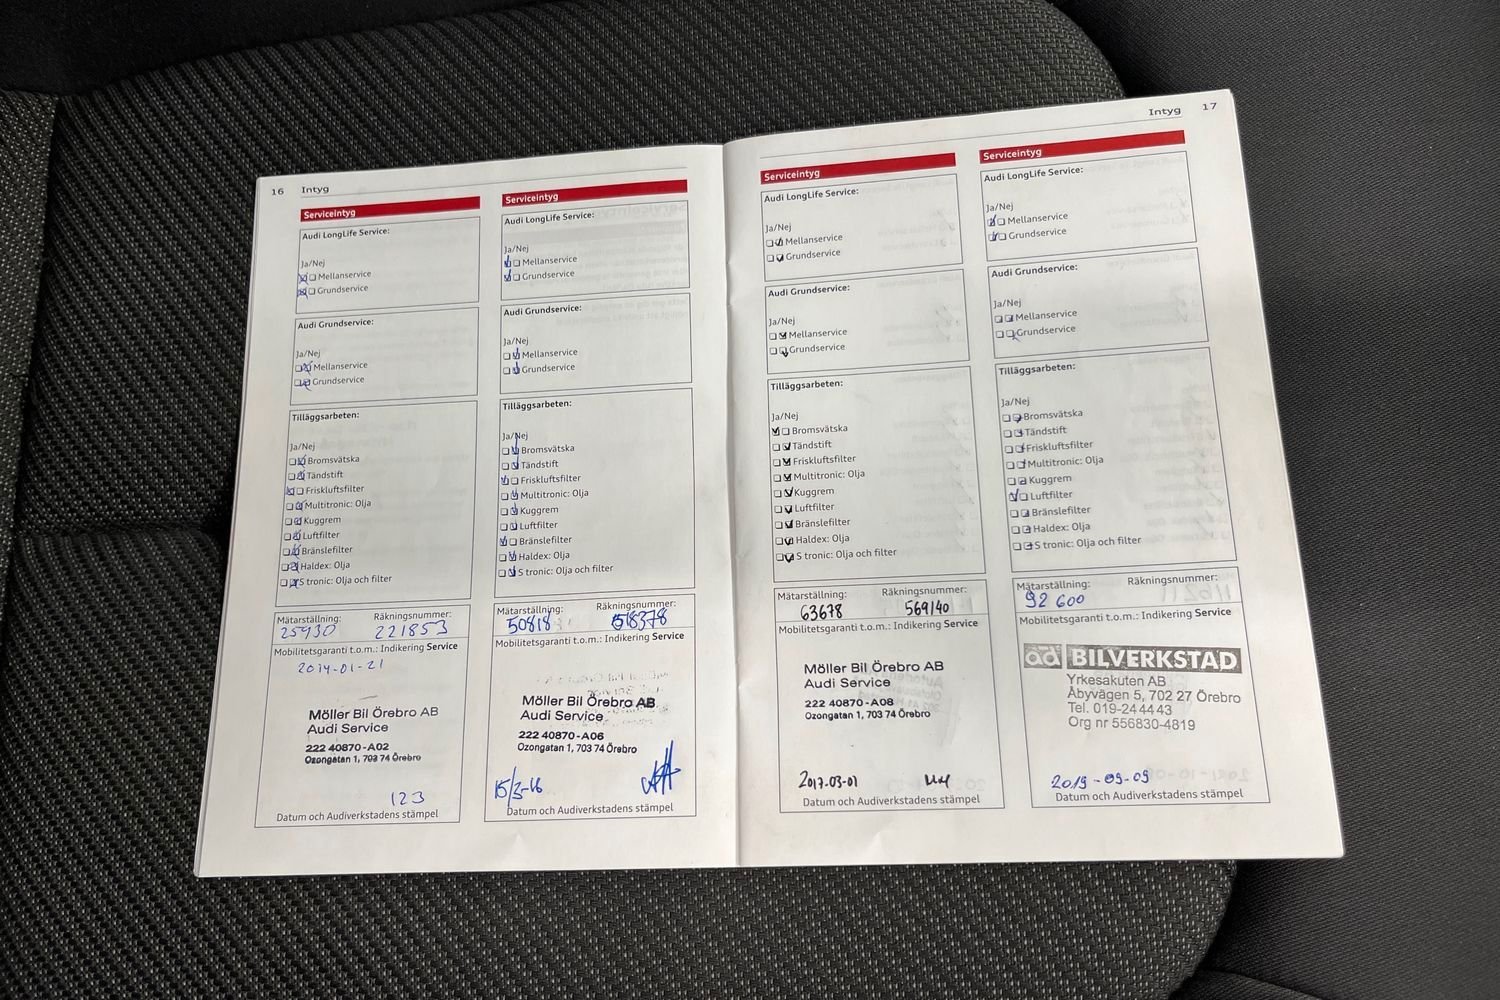 16 Intyg
Serviceintyg
Audi LongLife Service:
Ja/Nej
Mellanservice
Grundservice
Audi Grundservice:
Ja/Nej
Mellanservice
Grundservice
Tilläggsarbeten:
Ja/Nej
Bromsvätska
Tändstift
Friskluftsfilter
Multitronic: Olja
Kuggrem
Luftfilter
Bränslefilter
Haldex: Olja
S tronic: Olja och filter
Mätarställning: Räkningsnummer:
25930 221853
Mobilitetsgaranti t.o.m.: Indikering Service
2014-01-21
Möller Bil Örebro AB
Audi Service
222 40870-A02
Ozongatan 1, 703 74 Örebro
123
Datum och Audiverkstadens stämpel
Serviceintyg
Audi LongLife Service:
Ja/Nej
Mellanservice
Grundservice
Audi Grundservice:
Ja/Nej
Mellanservice
Grundservice
Tilläggsarbeten:
Ja/Nej
Bromsvätska
Tändstift
Friskluftsfilter
Multitronic: Olja
Kuggrem
Luftfilter
Bränslefilter
Haldex: Olja
S tronic: Olja och filter
Mätarställning: Räkningsnummer:
50818 518378
Mobilitetsgaranti t.o.m.: Indikering Service
Möller Bil Örebro AB
Audi Service
222 40870-A06
Ozongatan 1, 703 74 Örebro
15/3-16
Datum och Audiverkstadens stämpel
Intyg 17
Serviceintyg
Audi LongLife Service:
Ja/Nej
Mellanservice
Grundservice
Audi Grundservice:
Ja/Nej
Mellanservice
Grundservice
Tilläggsarbeten:
Ja/Nej
Bromsvätska
Tändstift
Friskluftsfilter
Multitronic: Olja
Kuggrem
Luftfilter
Bränslefilter
Haldex: Olja
S tronic: Olja och filter
Mätarställning: Räkningsnummer:
63678 569140
Mobilitetsgaranti t.o.m.: Indikering Service
Möller Bil Örebro AB
Audi Service
222 40870-A08
Ozongatan 1, 703 74 Örebro
2017-03-01
Datum och Audiverkstadens stämpel
Serviceintyg
Audi LongLife Service:
Ja/Nej
Mellanservice
Grundservice
Audi Grundservice:
Ja/Nej
Mellanservice
Grundservice
Tilläggsarbeten:
Ja/Nej
Bromsvätska
Tändstift
Friskluftsfilter
Multitronic: Olja
Kuggrem
Luftfilter
Bränslefilter
Haldex: Olja
S tronic: Olja och filter
Mätarställning: Räkningsnummer:
92 600
Mobilitetsgaranti t.o.m.: Indikering Service
ad BILVERKSTAD
Yrkesakuten AB
Åbyvägen 5, 702 27 Örebro
Tel. 019-24 44 43
Org nr 556830-4819
2019-09-09
Datum och Audiverkstadens stämpel